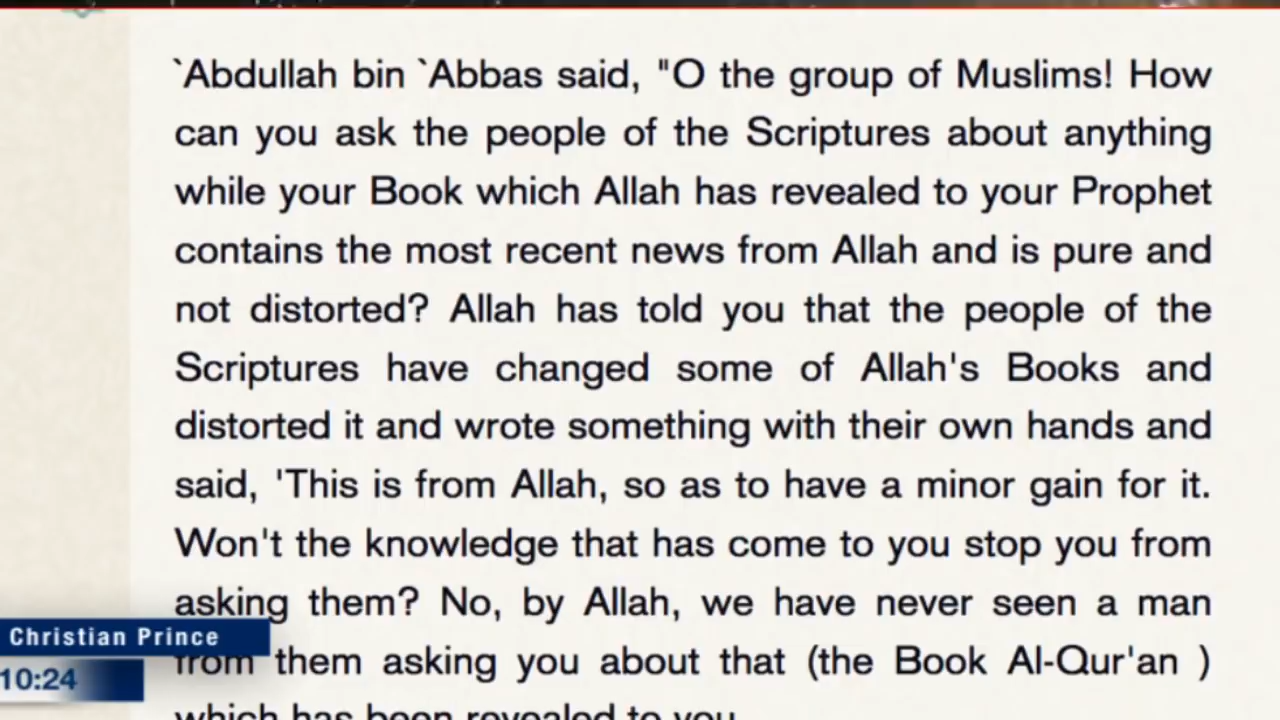 `Abdullah bin `Abbas said, "O the group of Muslims! How
can you ask the people of the Scriptures about anything
while your Book which Allah has revealed to your Prophet
contains the most recent news from Allah and is pure and
not distorted? Allah has told you that the people of the
Scriptures have changed some of Allah's Books and
distorted it and wrote something with their own hands and
said, 'This is from Allah, so as to have a minor gain for it.
Won't the knowledge that has come to you stop you from
asking them? No, by Allah, we have never seen a man
from them asking you about that (the Book Al-Qur'an )
which has been revealed to you.
Christian Prince
10:24